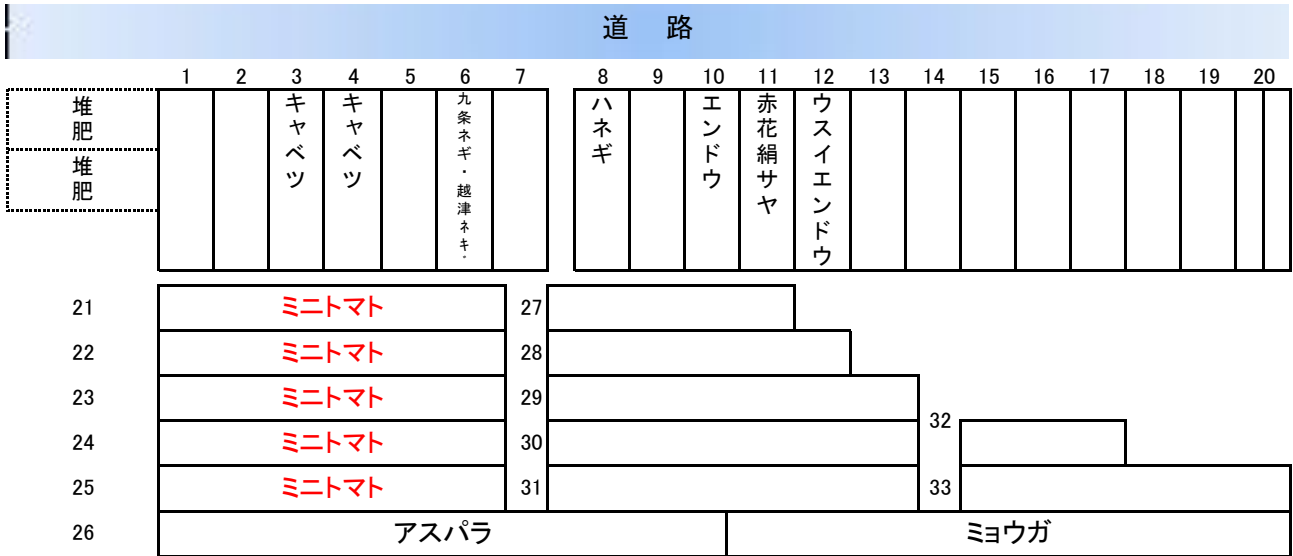 道 路
1 2 3 4 5 6 7 8 9 10 11 12 13 14 15 16 17 18 19 20
堆肥
堆肥
キャベツ
キャベツ
九条ネギ・越津ネギ
ハネギ
エンドウ
赤花絹サヤ
ウスイエンドウ
21 ミニトマト 27
22 ミニトマト 28
23 ミニトマト 29
32
24 ミニトマト 30
25 ミニトマト 31 33
26 アスパラ ミョウガ